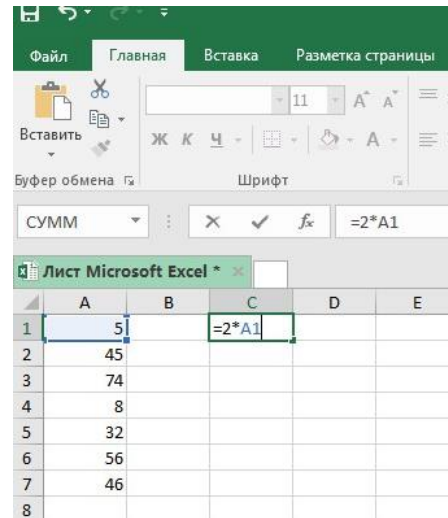 Файл Главная Вставка Разметка страницы
11 A A
Вставить Ж К Ч A
Буфер обмена Шрифт
СУММ fx =2*A1
Лист Microsoft Excel *
A B C D E
1 5 =2*A1
2 45
3 74
4 8
5 32
6 56
7 46
8